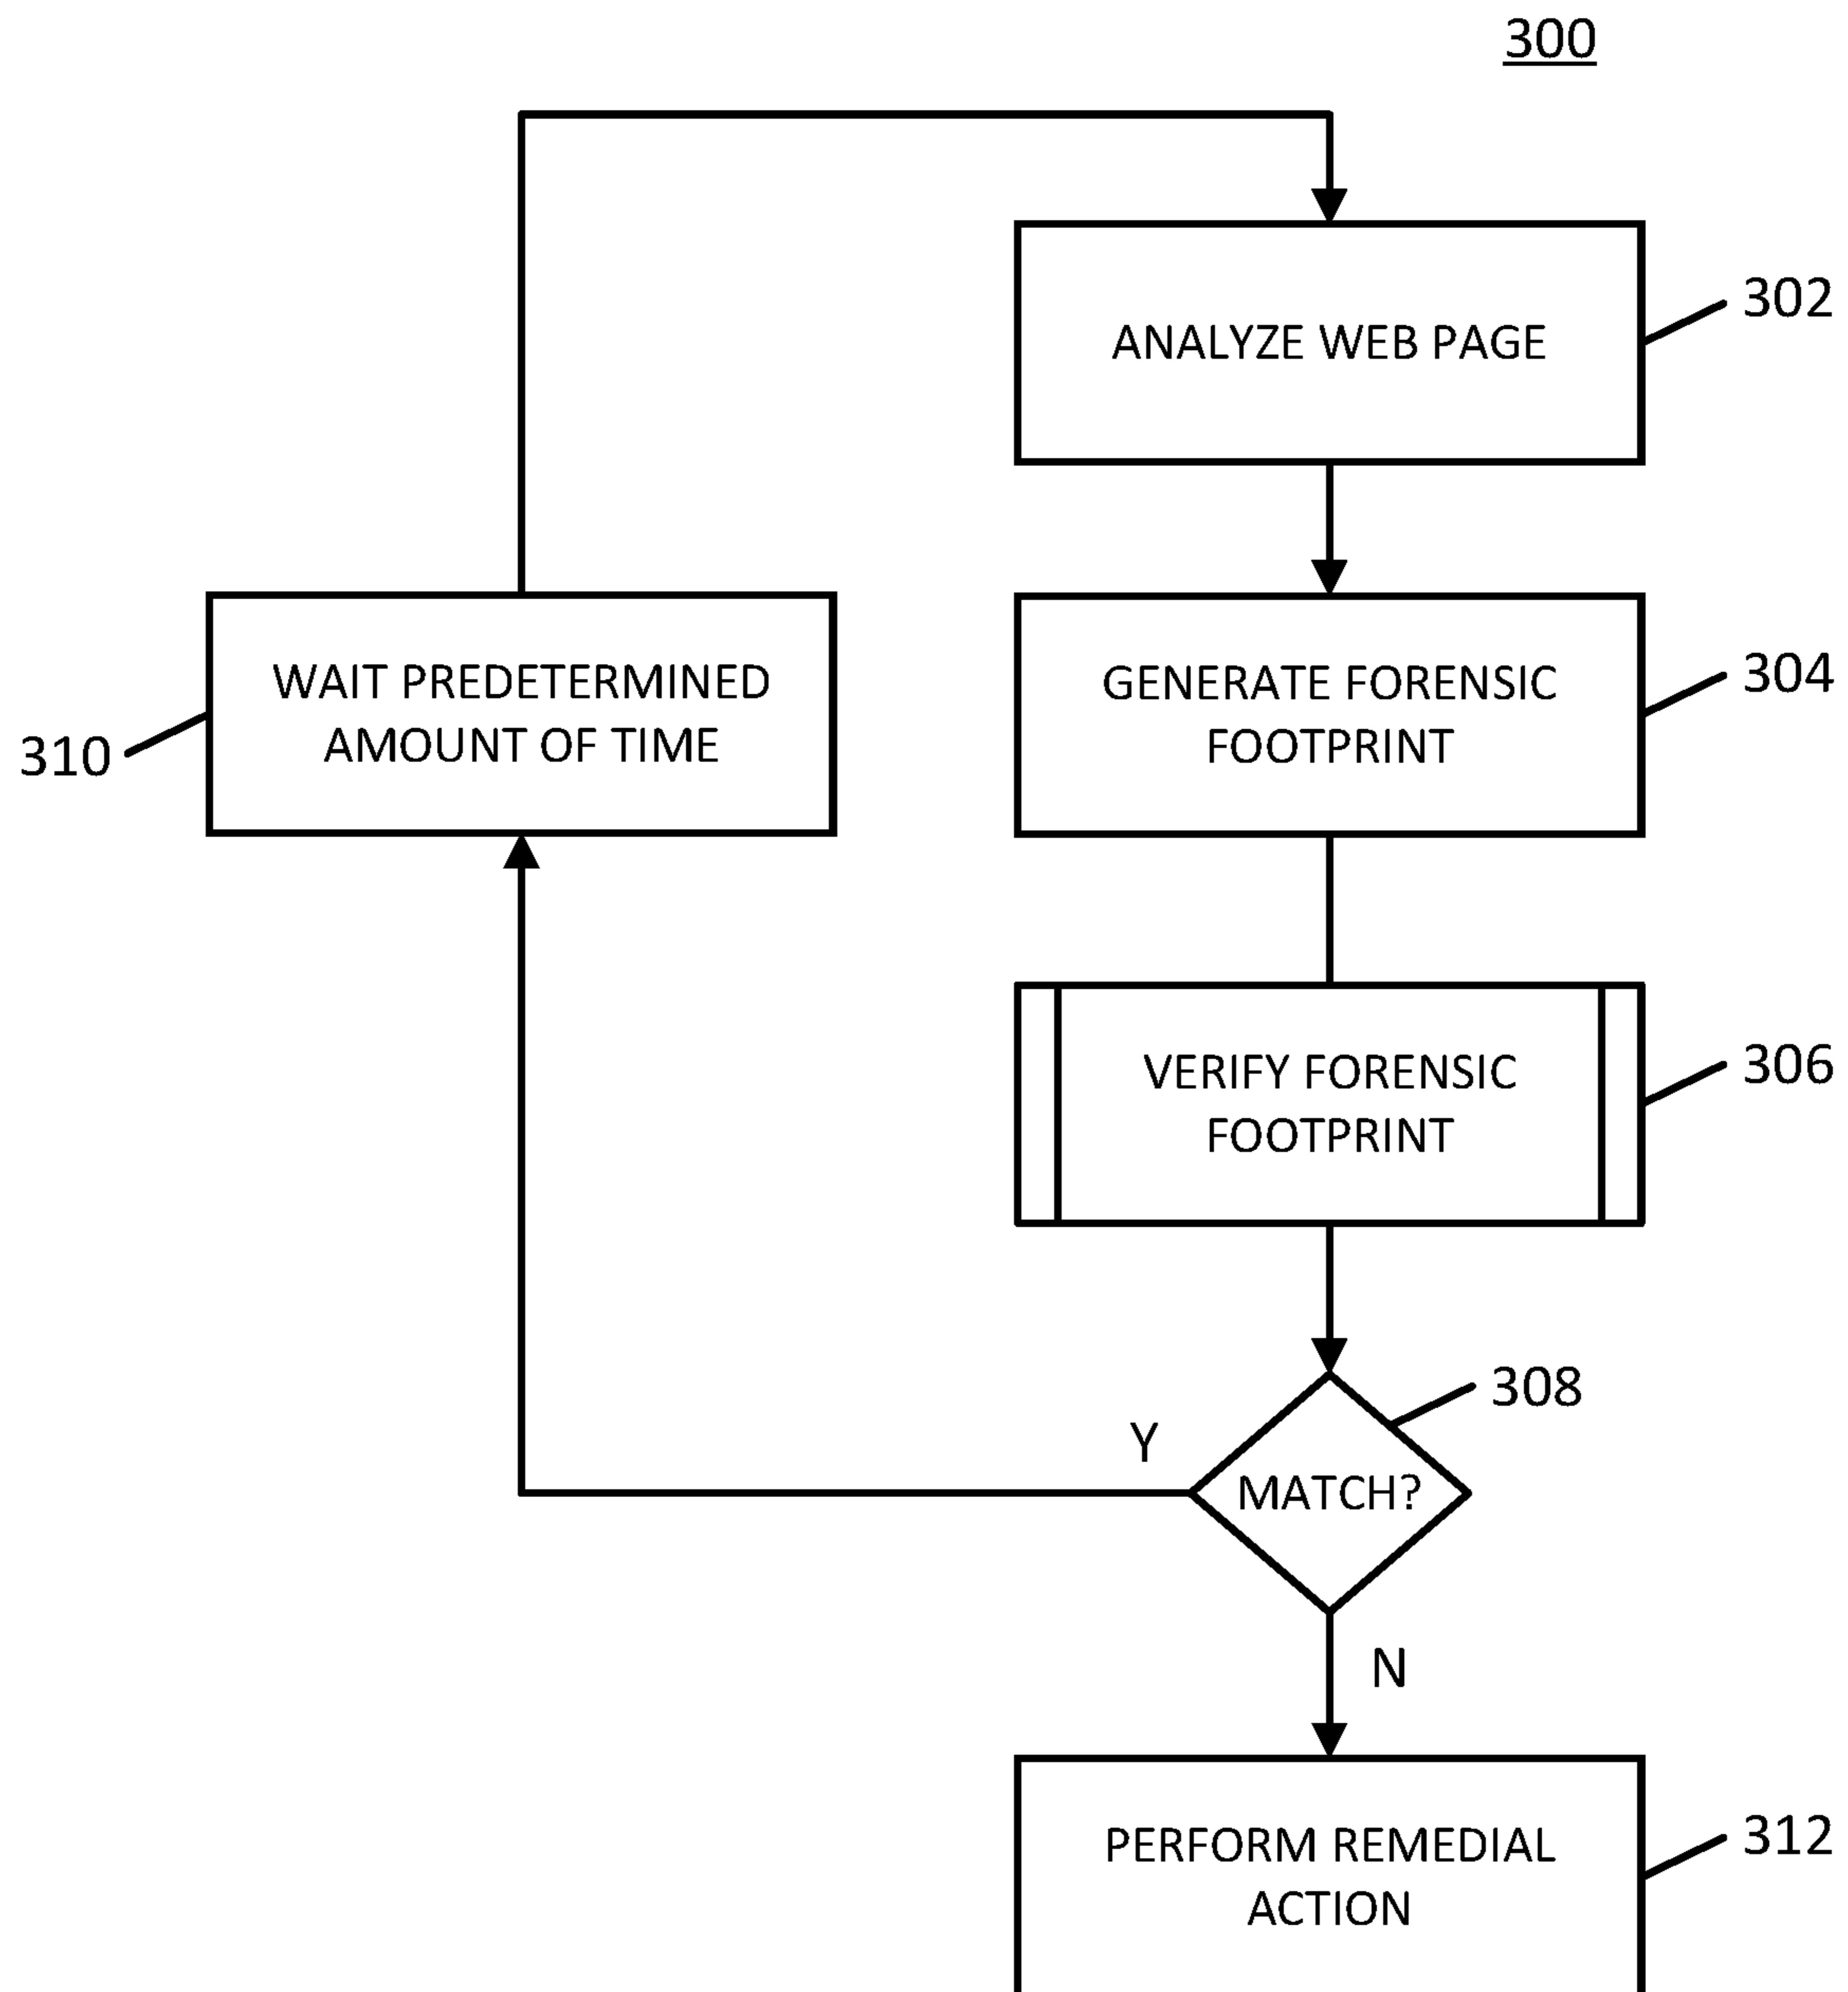 300
ANALYZE WEB PAGE
302
GENERATE FORENSIC
FOOTPRINT
304
WAIT PREDETERMINED
AMOUNT OF TIME
310
VERIFY FORENSIC
FOOTPRINT
306
308
Y
MATCH?
N
PERFORM REMEDIAL
ACTION
312